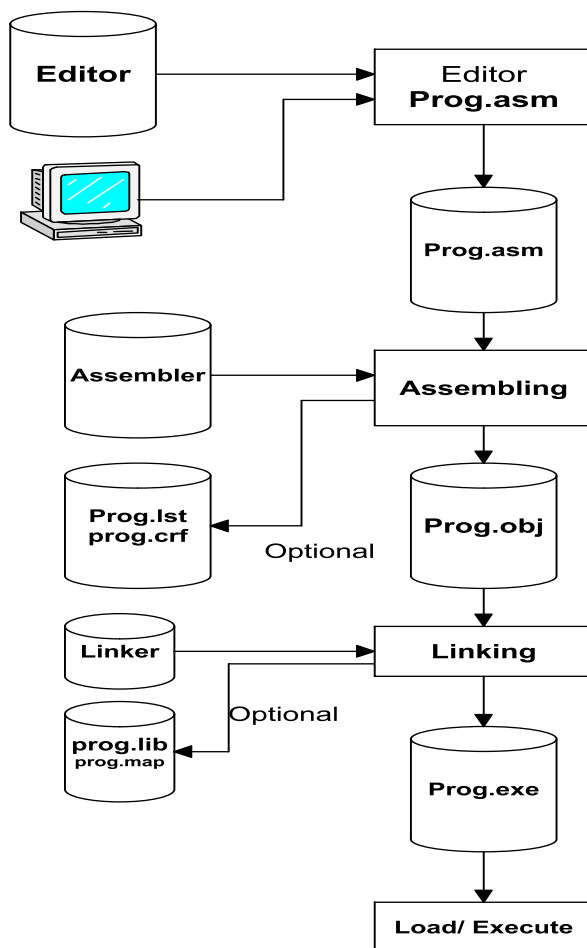 Editor
Editor
Prog.asm
Prog.asm
Assembler
Assembling
Prog.lst
prog.crf
Optional
Prog.obj
Linker
Linking
Optional
prog.lib
prog.map
Prog.exe
Load/ Execute